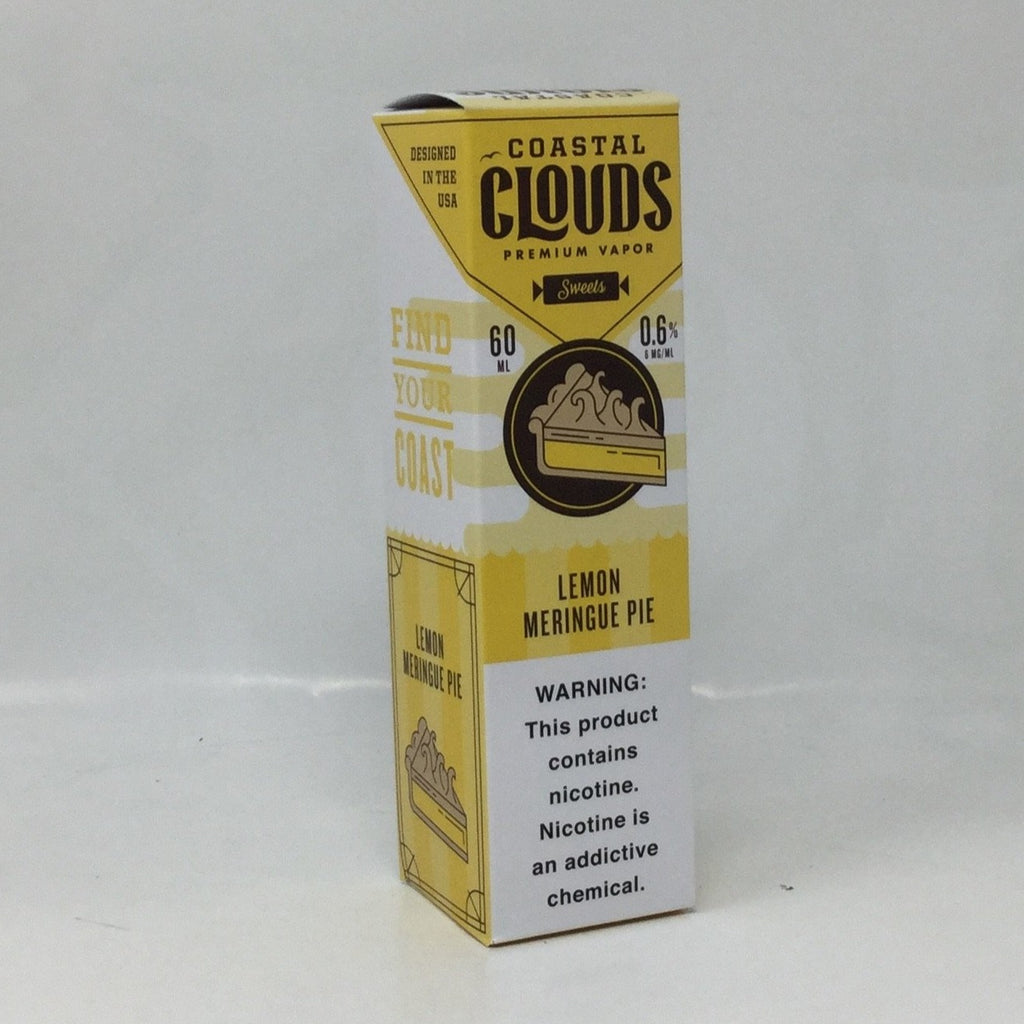 DESIGNED
IN THE
USA
COASTAL
CLOUDS
PREMIUM VAPOR
Sweets
60
ML
0.6%
6 MG/ML
FIND
YOUR
COAST
LEMON
MERINGUE PIE
LEMON
MERINGUE PIE
WARNING:
This product
contains
nicotine.
Nicotine is
an addictive
chemical.